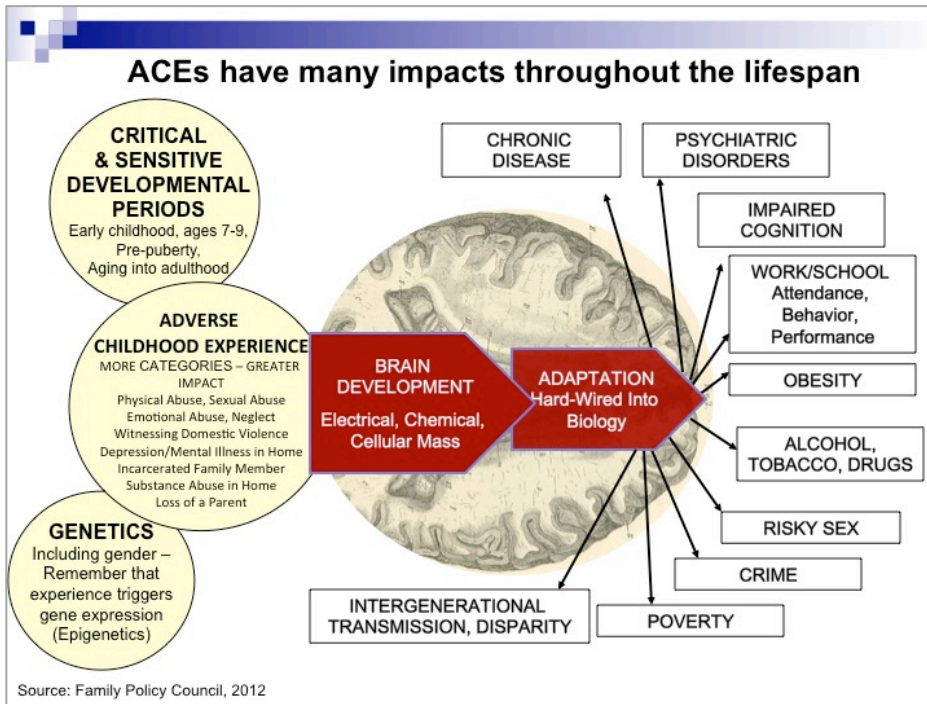 ACEs have many impacts throughout the lifespan
CRITICAL
& SENSITIVE
DEVELOPMENTAL
PERIODS
Early childhood, ages 7-9,
Pre-puberty,
Aging into adulthood
ADVERSE
CHILDHOOD EXPERIENCE
MORE CATEGORIES – GREATER
IMPACT
Physical Abuse, Sexual Abuse
Emotional Abuse, Neglect
Witnessing Domestic Violence
Depression/Mental Illness in Home
Incarcerated Family Member
Substance Abuse in Home
Loss of a Parent
GENETICS
Including gender –
Remember that
experience triggers
gene expression
(Epigenetics)
BRAIN
DEVELOPMENT
Electrical, Chemical,
Cellular Mass
ADAPTATION
Hard-Wired Into
Biology
CHRONIC
DISEASE
PSYCHIATRIC
DISORDERS
IMPAIRED
COGNITION
WORK/SCHOOL
Attendance,
Behavior,
Performance
OBESITY
ALCOHOL,
TOBACCO, DRUGS
RISKY SEX
CRIME
POVERTY
INTERGENERATIONAL
TRANSMISSION, DISPARITY
Source: Family Policy Council, 2012